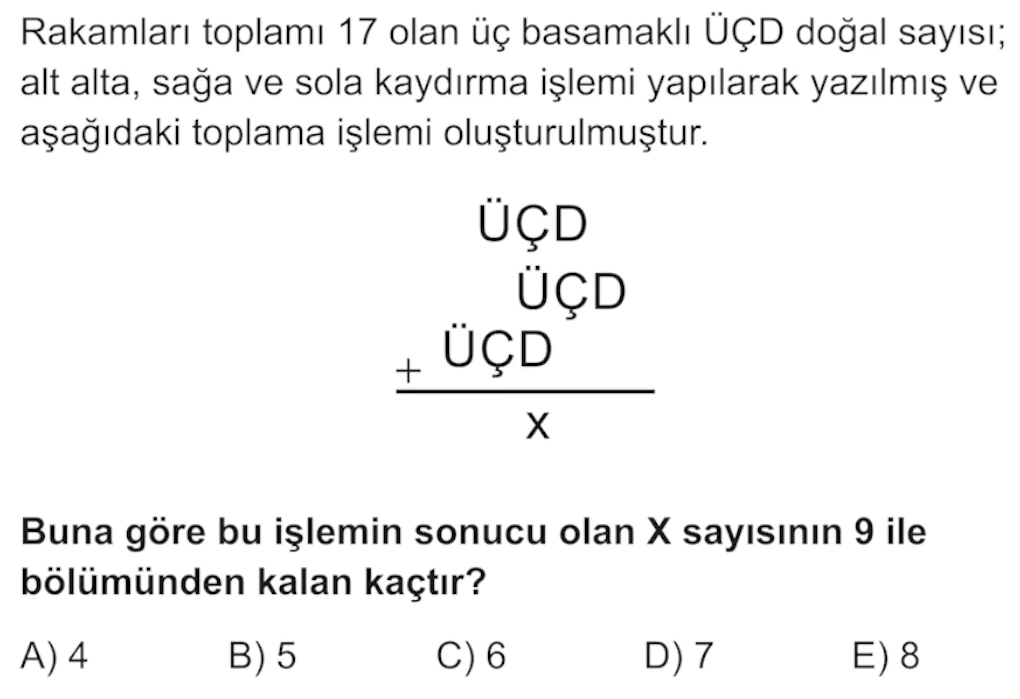 Rakamları toplamı 17 olan üç basamaklı ÜÇD doğal sayısı;
alt alta, sağa ve sola kaydırma işlemi yapılarak yazılmış ve
aşağıdaki toplama işlemi oluşturulmuştur.
ÜÇD
ÜÇD
+ ÜÇD
X
Buna göre bu işlemin sonucu olan X sayısının 9 ile
bölümünden kalan kaçtır?
A) 4 B) 5 C) 6 D) 7 E) 8